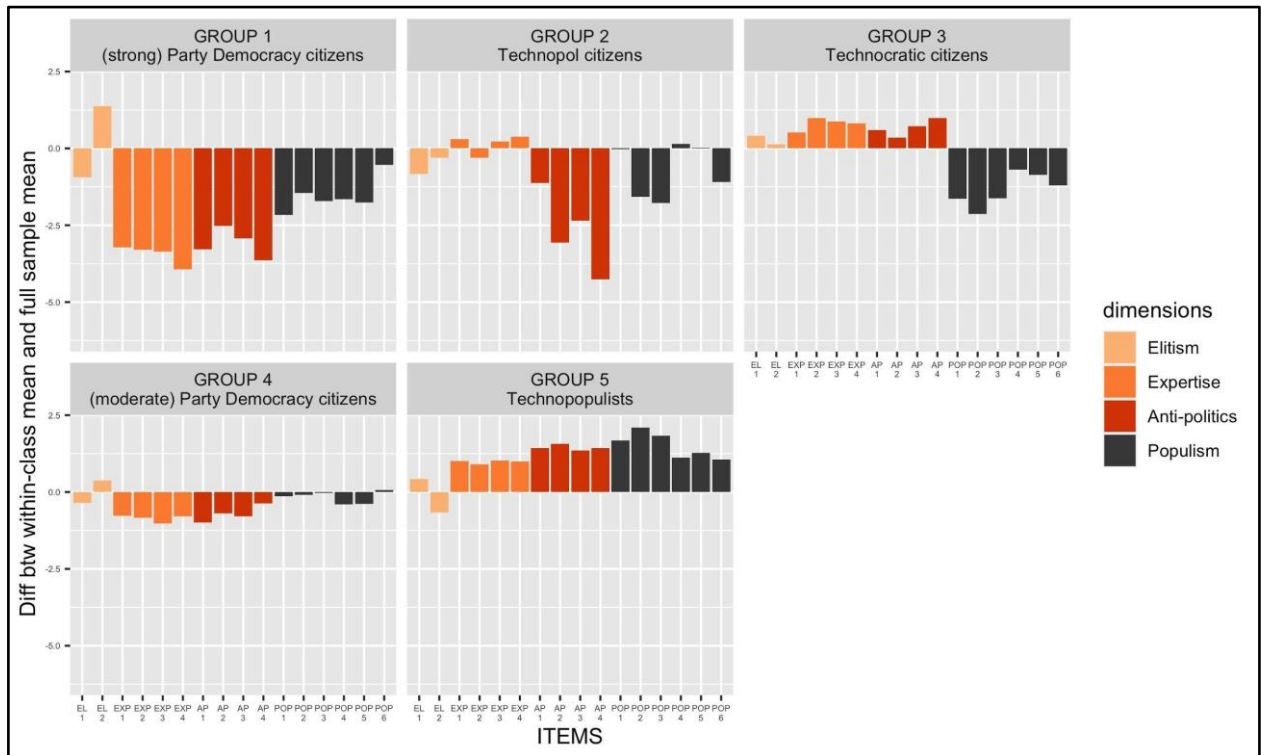 GROUP 1
(strong) Party Democracy citizens
GROUP 2
Technopol citizens
GROUP 3
Technocratic citizens
2.5
0.0
-2.5
-5.0
EL 1 EL 2 EXP 1 EXP 2 EXP 3 EXP 4 AP 1 AP 2 AP 3 AP 4 POP 1 POP 2 POP 3 POP 4 POP 5 POP 6
GROUP 4
(moderate) Party Democracy citizens
GROUP 5
Technopopulists
2.5
0.0
-2.5
-5.0
EL 1 EL 2 EXP 1 EXP 2 EXP 3 EXP 4 AP 1 AP 2 AP 3 AP 4 POP 1 POP 2 POP 3 POP 4 POP 5 POP 6
EL 1 EL 2 EXP 1 EXP 2 EXP 3 EXP 4 AP 1 AP 2 AP 3 AP 4 POP 1 POP 2 POP 3 POP 4 POP 5 POP 6
ITEMS
Diff btw within-class mean and full sample mean
dimensions
Elitism
Expertise
Anti-politics
Populism